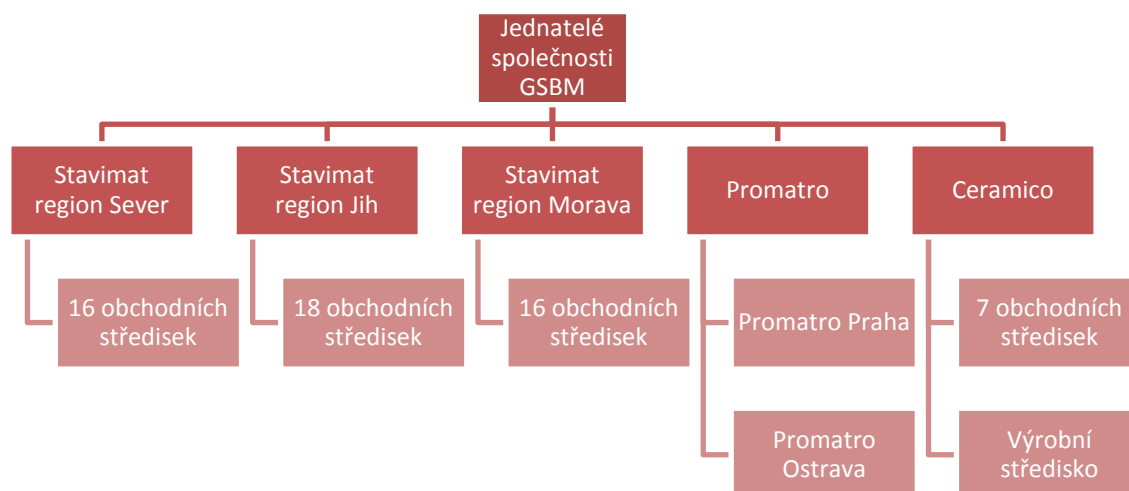 Jednatelé
společnosti
GSBM
Stavimat
region Sever
Stavimat
region Jih
Stavimat
region Morava
Promatro
Ceramico
16 obchodních
středisek
18 obchodních
středisek
16 obchodních
středisek
Promatro Praha
7 obchodních
středisek
Promatro
Ostrava
Výrobní
středisko